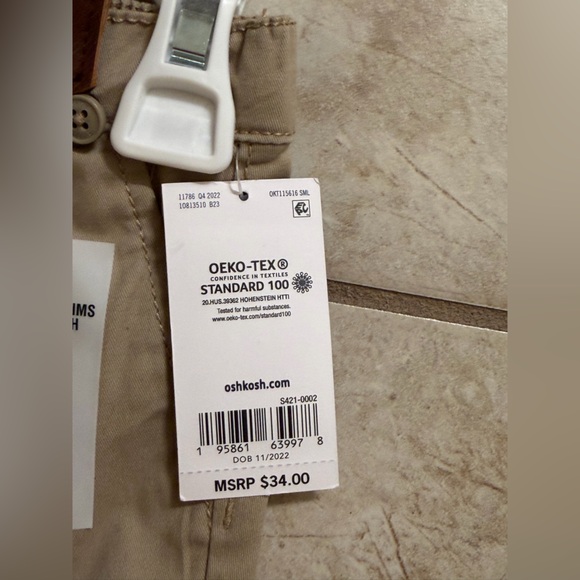 11786 Q4 2022 OKT115616 SML
10813510 B23
OEKO-TEX®
CONFIDENCE IN TEXTILES
STANDARD 100
20.HUS.39362 HOHENSTEIN HTTI
Tested for harmful substances.
www.oeko-tex.com/standard100
oshkosh.com
S421-0002
1 95861 63997 8
DOB 11/2022
MSRP $34.00
IMS
H